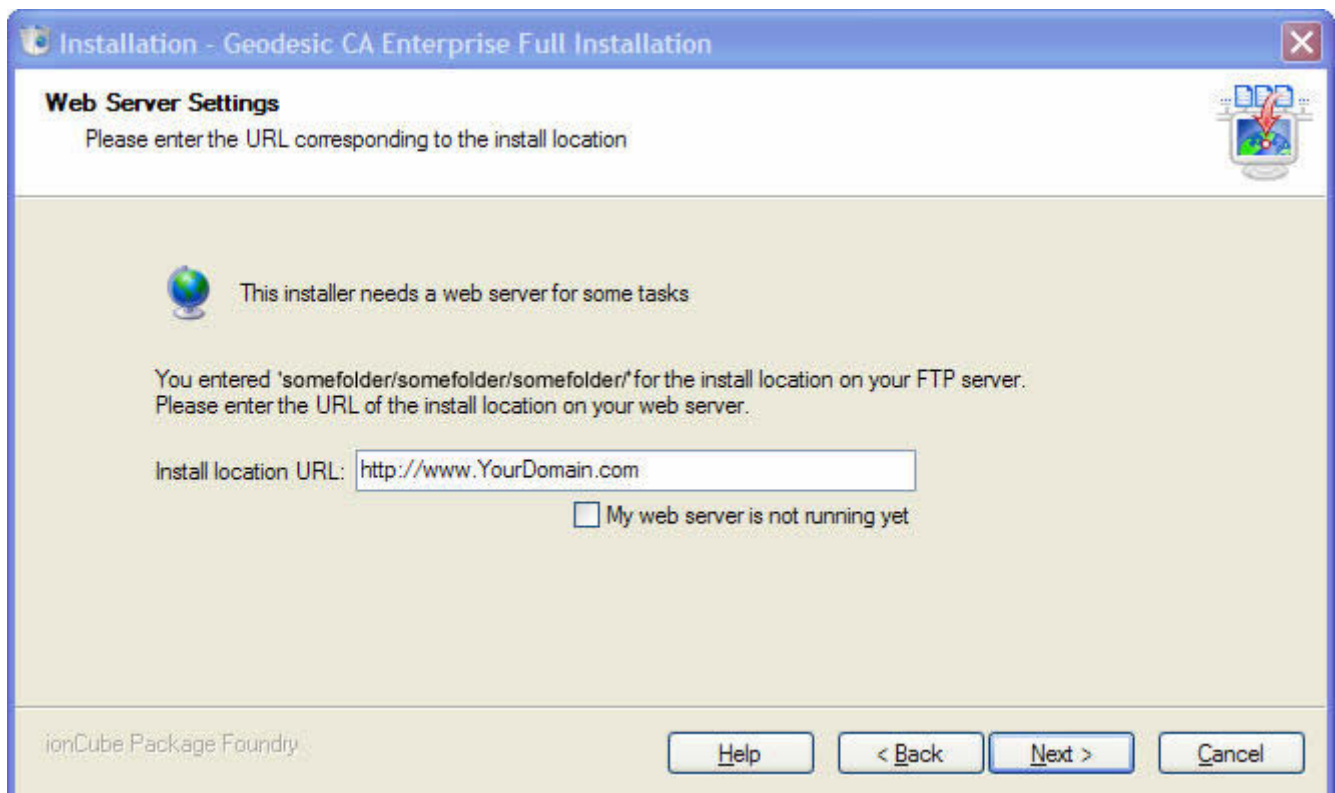 Installation - Geodesic CA Enterprise Full Installation
Web Server Settings
Please enter the URL corresponding to the install location
This installer needs a web server for some tasks
You entered 'somefolder/somefolder/somefolder/' for the install location on your FTP server.
Please enter the URL of the install location on your web server.
Install location URL: http://www.YourDomain.com
My web server is not running yet
ionCube Package Foundry
Help < Back Next > Cancel